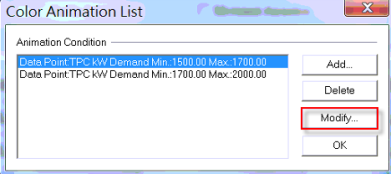 Color Animation List
Animation Condition
Data Point:TPC kW Demand Min.:1500.00 Max.:1700.00
Data Point:TPC kW Demand Min.:1700.00 Max.:2000.00
Add...
Delete
Modify...
OK